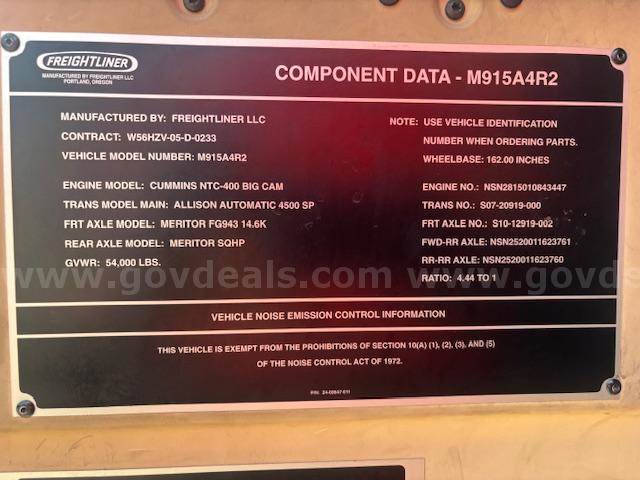 FREIGHTLINER
MANUFACTURED BY FREIGHTLINER LLC
PORTLAND, OREGON
COMPONENT DATA - M915A4R2
MANUFACTURED BY: FREIGHTLINER LLC
CONTRACT: W56HZV-05-D-0233
VEHICLE MODEL NUMBER: M915A4R2
NOTE: USE VEHICLE IDENTIFICATION
NUMBER WHEN ORDERING PARTS.
WHEELBASE: 162.00 INCHES
ENGINE MODEL: CUMMINS NTC-400 BIG CAM
TRANS MODEL MAIN: ALLISON AUTOMATIC 4500 SP
FRT AXLE MODEL: MERITOR FG943 14.6K
REAR AXLE MODEL: MERITOR SQHP
GVWR: 54,000 LBS.
ENGINE NO.: NSN2815010843447
TRANS NO.: S07-20919-000
FRT AXLE NO.: S10-12919-002
FWD-RR AXLE: NSN2520011623761
RR-RR AXLE: NSN2520011623760
RATIO: 4.44 TO 1
www.govdeals.com www.govds
VEHICLE NOISE EMISSION CONTROL INFORMATION
THIS VEHICLE IS EXEMPT FROM THE PROHIBITIONS OF SECTION 10(A) (1), (2), (3), AND (5)
OF THE NOISE CONTROL ACT OF 1972.
P/N: 24-00847-011